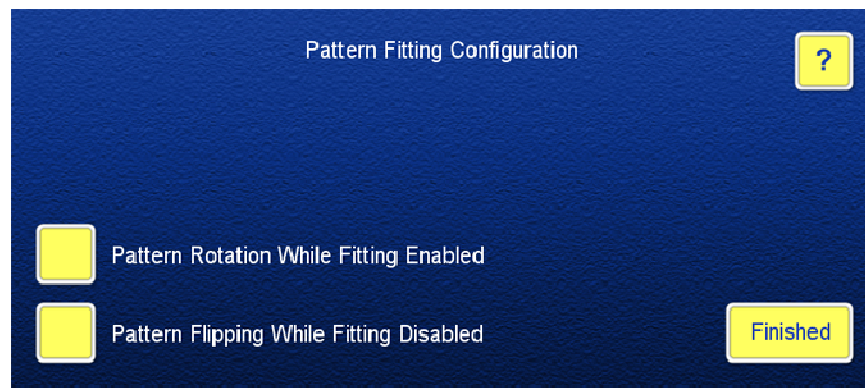 Pattern Fitting Configuration
?
Pattern Rotation While Fitting Enabled
Pattern Flipping While Fitting Disabled
Finished